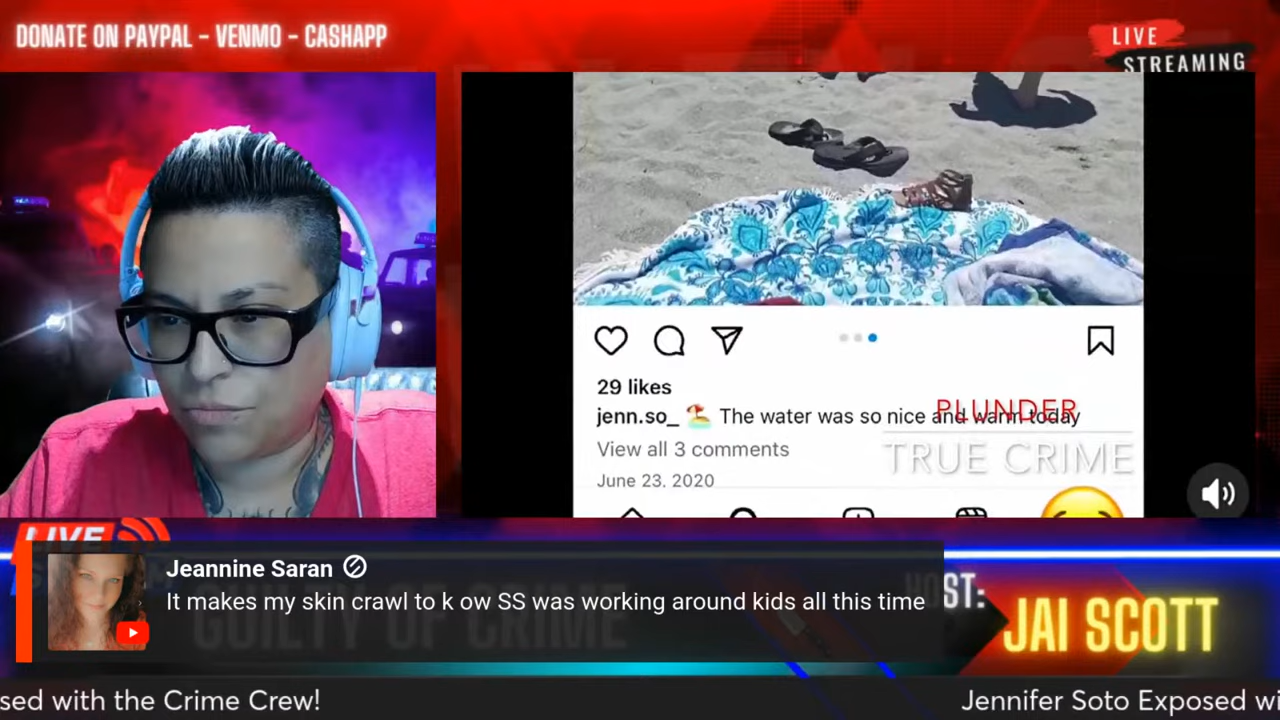 DONATE ON PAYPAL - VENMO - CASHAPP
LIVE
STREAMING
29 likes
jenn.so_ 🏖️ The water was so nice and warm today
PLUNDER
View all 3 comments
TRUE CRIME
June 23, 2020
LIVE
Jeannine Saran
It makes my skin crawl to k ow SS was working around kids all this time
GUILTY OF CRIME
OST:
JAI SCOTT
sed with the Crime Crew!
Jennifer Soto Exposed wi